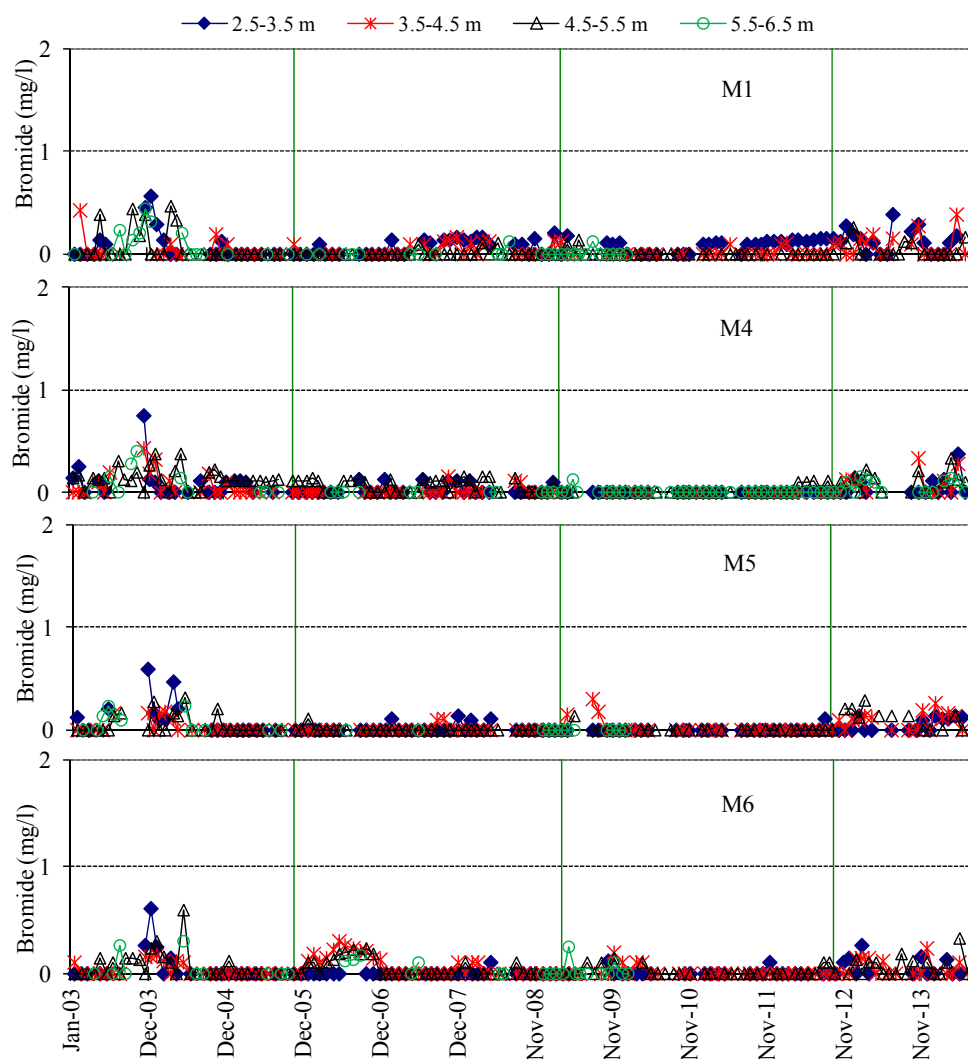 2.5-3.5 m 3.5-4.5 m 4.5-5.5 m 5.5-6.5 m
2
M1
Bromide (mg/l)
1
0
2
M4
Bromide (mg/l)
1
0
2
M5
Bromide (mg/l)
1
0
2
M6
Bromide (mg/l)
1
0
Jan-03 Dec-03 Dec-04 Dec-05 Dec-06 Dec-07 Nov-08 Nov-09 Nov-10 Nov-11 Nov-12 Nov-13